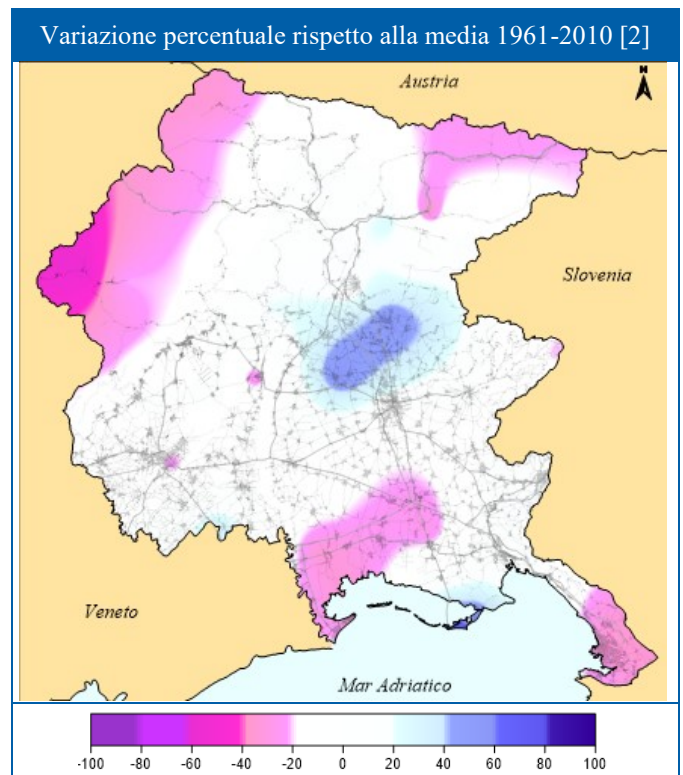 Variazione percentuale rispetto alla media 1961-2010 [2]
Austria
N
Slovenia
Veneto
Mar Adriatico
-100 -80 -60 -40 -20 0 20 40 60 80 100